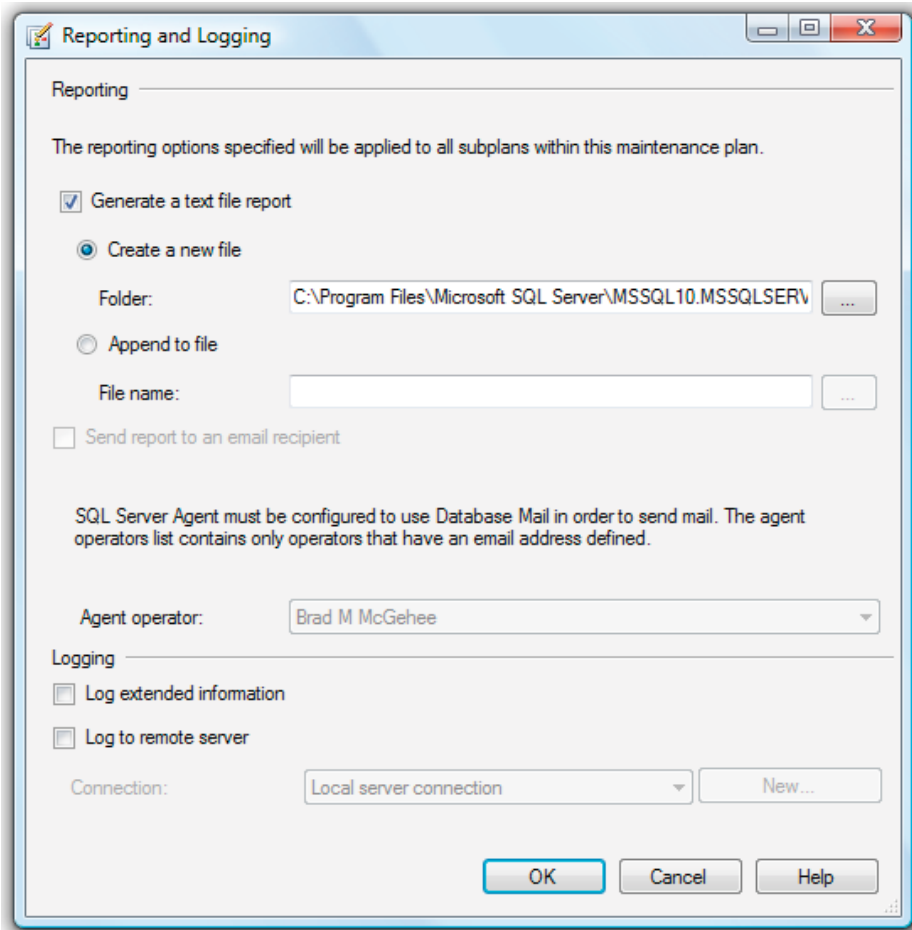 Reporting and Logging
Reporting
The reporting options specified will be applied to all subplans within this maintenance plan.
Generate a text file report
Create a new file
Folder:
C:\Program Files\Microsoft SQL Server\MSSQL10.MSSQLSERV
...
Append to file
File name:
...
Send report to an email recipient
SQL Server Agent must be configured to use Database Mail in order to send mail. The agent
operators list contains only operators that have an email address defined.
Agent operator:
Brad M McGehee
Logging
Log extended information
Log to remote server
Connection:
Local server connection
New...
OK
Cancel
Help